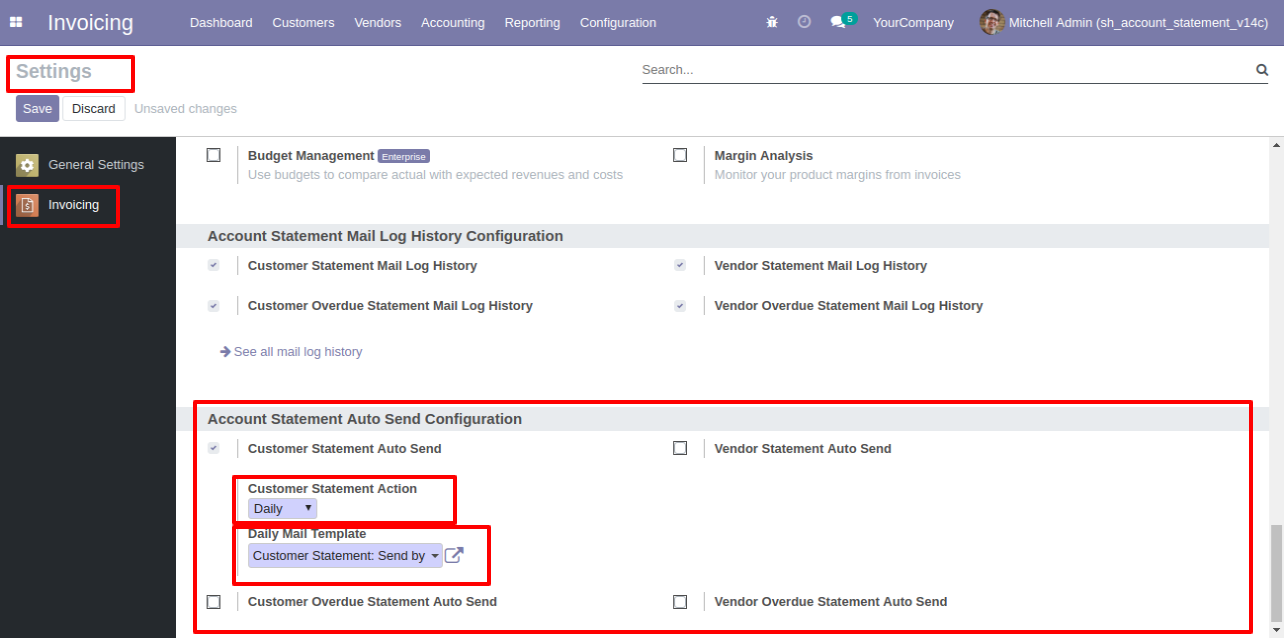 Invoicing Dashboard Customers Vendors Accounting Reporting Configuration 5 YourCompany Mitchell Admin (sh_account_statement_v14c)
Settings Search...
Save Discard Unsaved changes
General Settings
Invoicing
Budget Management Enterprise Margin Analysis
Use budgets to compare actual with expected revenues and costs Monitor your product margins from invoices
Account Statement Mail Log History Configuration
Customer Statement Mail Log History Vendor Statement Mail Log History
Customer Overdue Statement Mail Log History Vendor Overdue Statement Mail Log History
See all mail log history
Account Statement Auto Send Configuration
Customer Statement Auto Send Vendor Statement Auto Send
Customer Statement Action
Daily
Daily Mail Template
Customer Statement: Send by
Customer Overdue Statement Auto Send Vendor Overdue Statement Auto Send